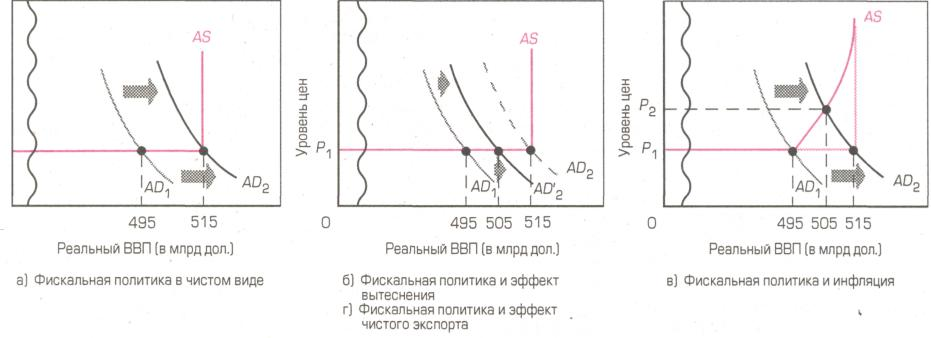 AS
AD₁
AD₂
495
515
Реальный ВВП (в млрд дол.)
а) Фискальная политика в чистом виде
Уровень цен
P₁
AS
AD₁
AD'₂
AD₂
0
495
505
515
Реальный ВВП (в млрд дол.)
б) Фискальная политика и эффект
вытеснения
г) Фискальная политика и эффект
чистого экспорта
Уровень цен
P₂
P₁
AS
AD₁
AD₂
0
495
505
515
Реальный ВВП (в млрд дол.)
в) Фискальная политика и инфляция